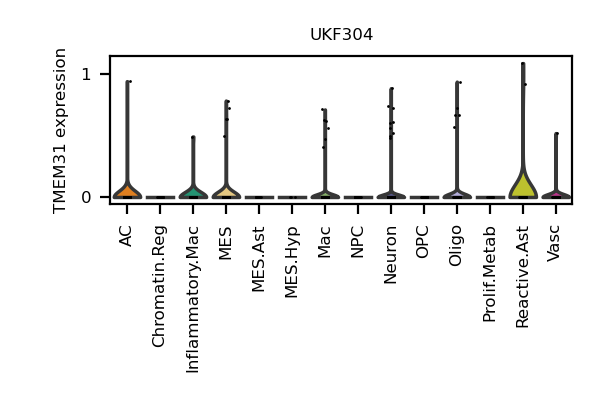 UKF304
TMEM31 expression
1
0
AC
Chromatin.Reg
Inflammatory.Mac
MES
MES.Ast
MES.Hyp
Mac
NPC
Neuron
OPC
Oligo
Prolif.Metab
Reactive.Ast
Vasc